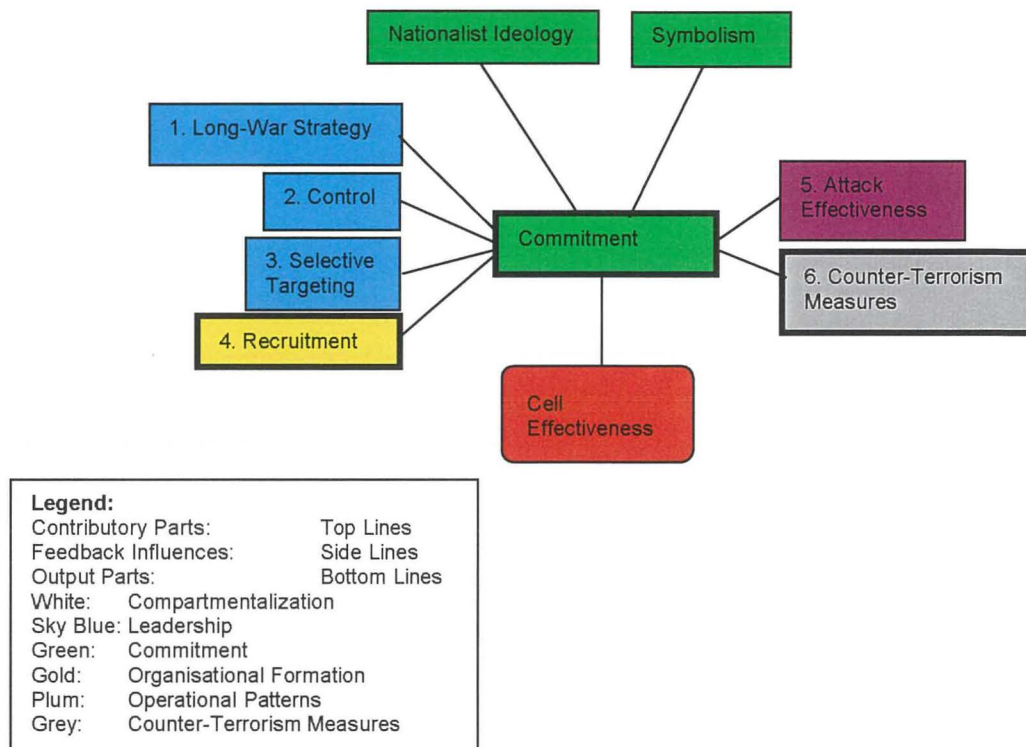 Nationalist Ideology
Symbolism
1. Long-War Strategy
2. Control
3. Selective
Targeting
4. Recruitment
Commitment
5. Attack
Effectiveness
6. Counter-Terrorism
Measures
Cell
Effectiveness
Legend:
Contributory Parts: Top Lines
Feedback Influences: Side Lines
Output Parts: Bottom Lines
White: Compartmentalization
Sky Blue: Leadership
Green: Commitment
Gold: Organisational Formation
Plum: Operational Patterns
Grey: Counter-Terrorism Measures